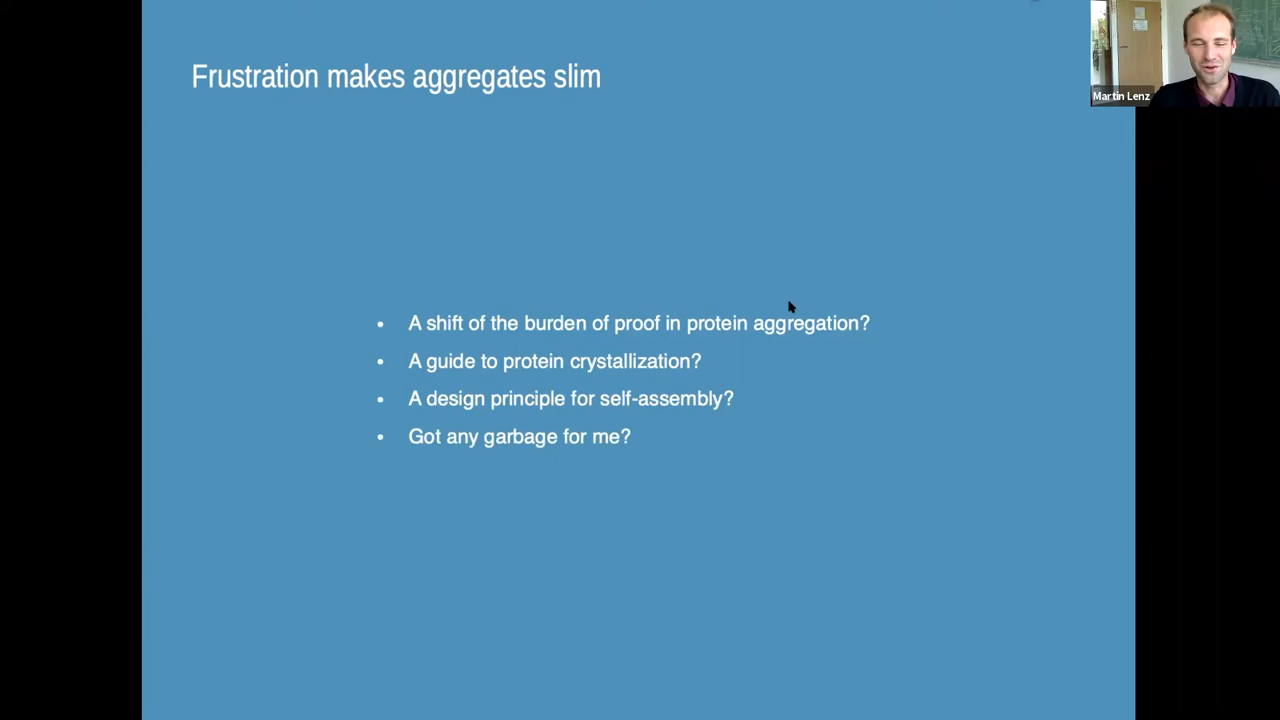 Frustration makes aggregates slim
Martin Lenz
• A shift of the burden of proof in protein aggregation?
• A guide to protein crystallization?
• A design principle for self-assembly?
• Got any garbage for me?